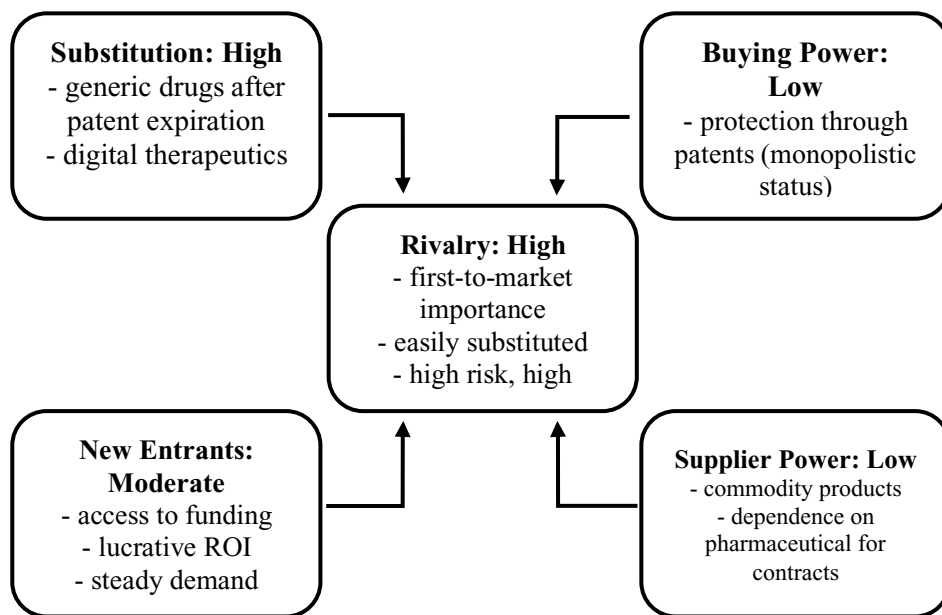 Substitution: High
- generic drugs after
patent expiration
- digital therapeutics
Buying Power:
Low
- protection through
patents (monopolistic
status)
Rivalry: High
- first-to-market
importance
- easily substituted
- high risk, high
New Entrants:
Moderate
- access to funding
- lucrative ROI
- steady demand
Supplier Power: Low
- commodity products
- dependence on
pharmaceutical for
contracts